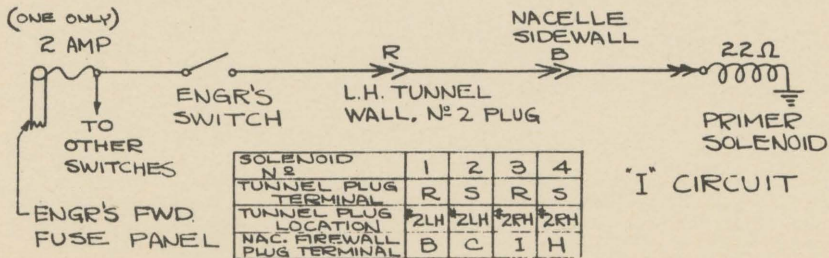 (ONE ONLY)
2 AMP
TO
OTHER
SWITCHES
ENGR'S FWD.
FUSE PANEL
ENGR'S
SWITCH
R
L.H. TUNNEL
WALL, Nº 2 PLUG
NACELLE
SIDEWALL
B
22Ω
PRIMER
SOLENOID
"I" CIRCUIT
SOLENOID Nº 1 2 3 4
TUNNEL PLUG TERMINAL R S R S
TUNNEL PLUG LOCATION #2LH #2LH #2RH #2RH
NAC. FIREWALL PLUG TERMINAL B C I H